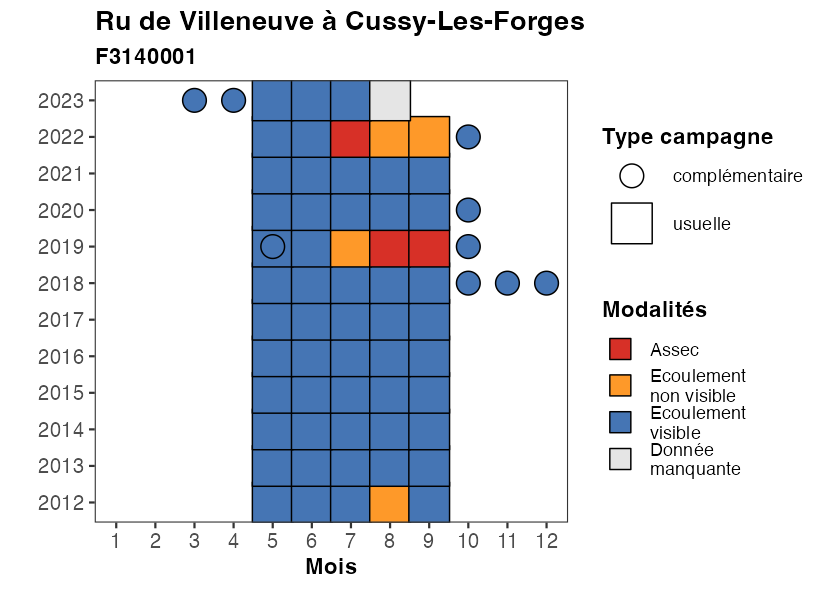 Ru de Villeneuve à Cussy-Les-Forges
F3140001
2023
2022
2021
2020
2019
2018
2017
2016
2015
2014
2013
2012
1 2 3 4 5 6 7 8 9 10 11 12
Mois
Type campagne
complémentaire
usuelle
Modalités
Assec
Ecoulement
non visible
Ecoulement
visible
Donnée
manquante